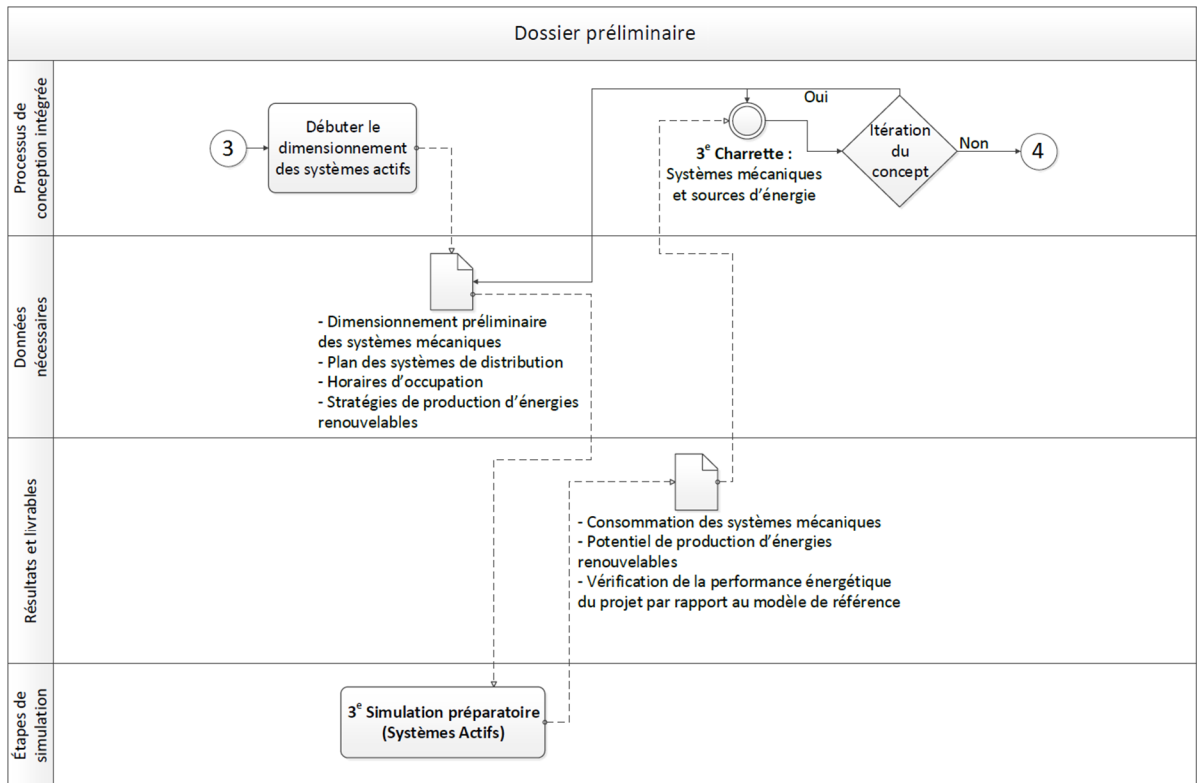 Dossier préliminaire
Processus de
conception intégrée
3
Débuter le
dimensionnement
des systèmes actifs
3e Charrette :
Systèmes mécaniques
et sources d’énergie
Oui
Itération
du
concept
Non
4
Données
nécessaires
- Dimensionnement préliminaire
des systèmes mécaniques
- Plan des systèmes de distribution
- Horaires d’occupation
- Stratégies de production d’énergies
renouvelables
Résultats et livrables
- Consommation des systèmes mécaniques
- Potentiel de production d’énergies
renouvelables
- Vérification de la performance énergétique
du projet par rapport au modèle de référence
Étapes de
simulation
3e Simulation préparatoire
(Systèmes Actifs)